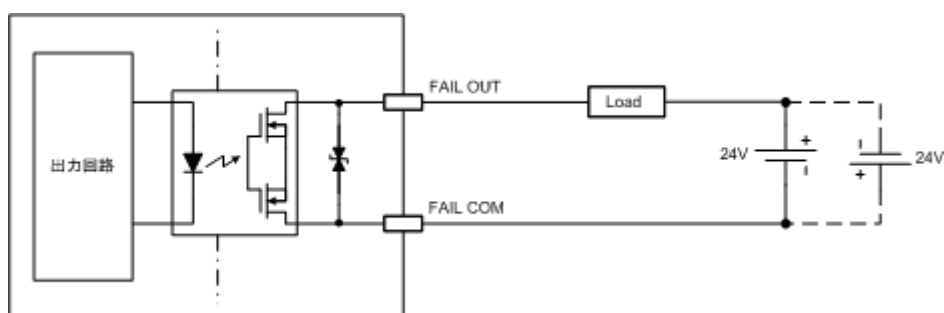 FAIL OUT
Load
出力回路
24V
+
24V
+
FAIL COM